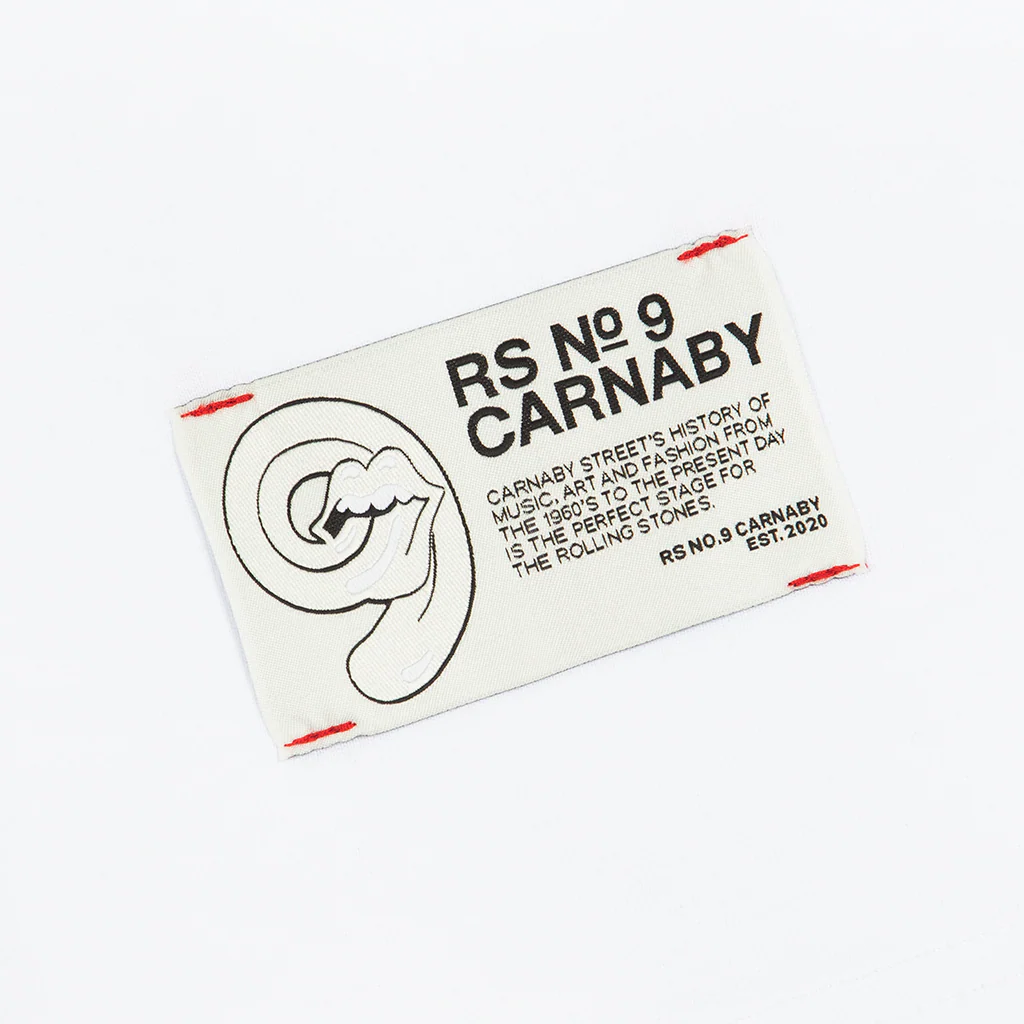 RS Nº 9
CARNABY
CARNABY STREET'S HISTORY OF
MUSIC, ART AND FASHION FROM
THE 1960'S TO THE PRESENT DAY
IS THE PERFECT STAGE FOR
THE ROLLING STONES.
RS NO.9 CARNABY
EST. 2020